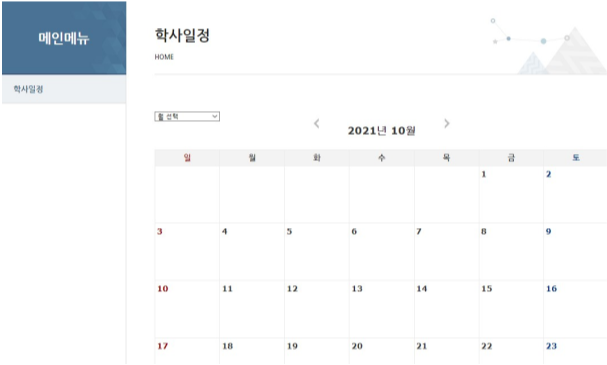 메인메뉴
학사일정
학사일정
HOME
월 선택
2021년 10월
일 월 화 수 목 금 토
1 2
3 4 5 6 7 8 9
10 11 12 13 14 15 16
17 18 19 20 21 22 23